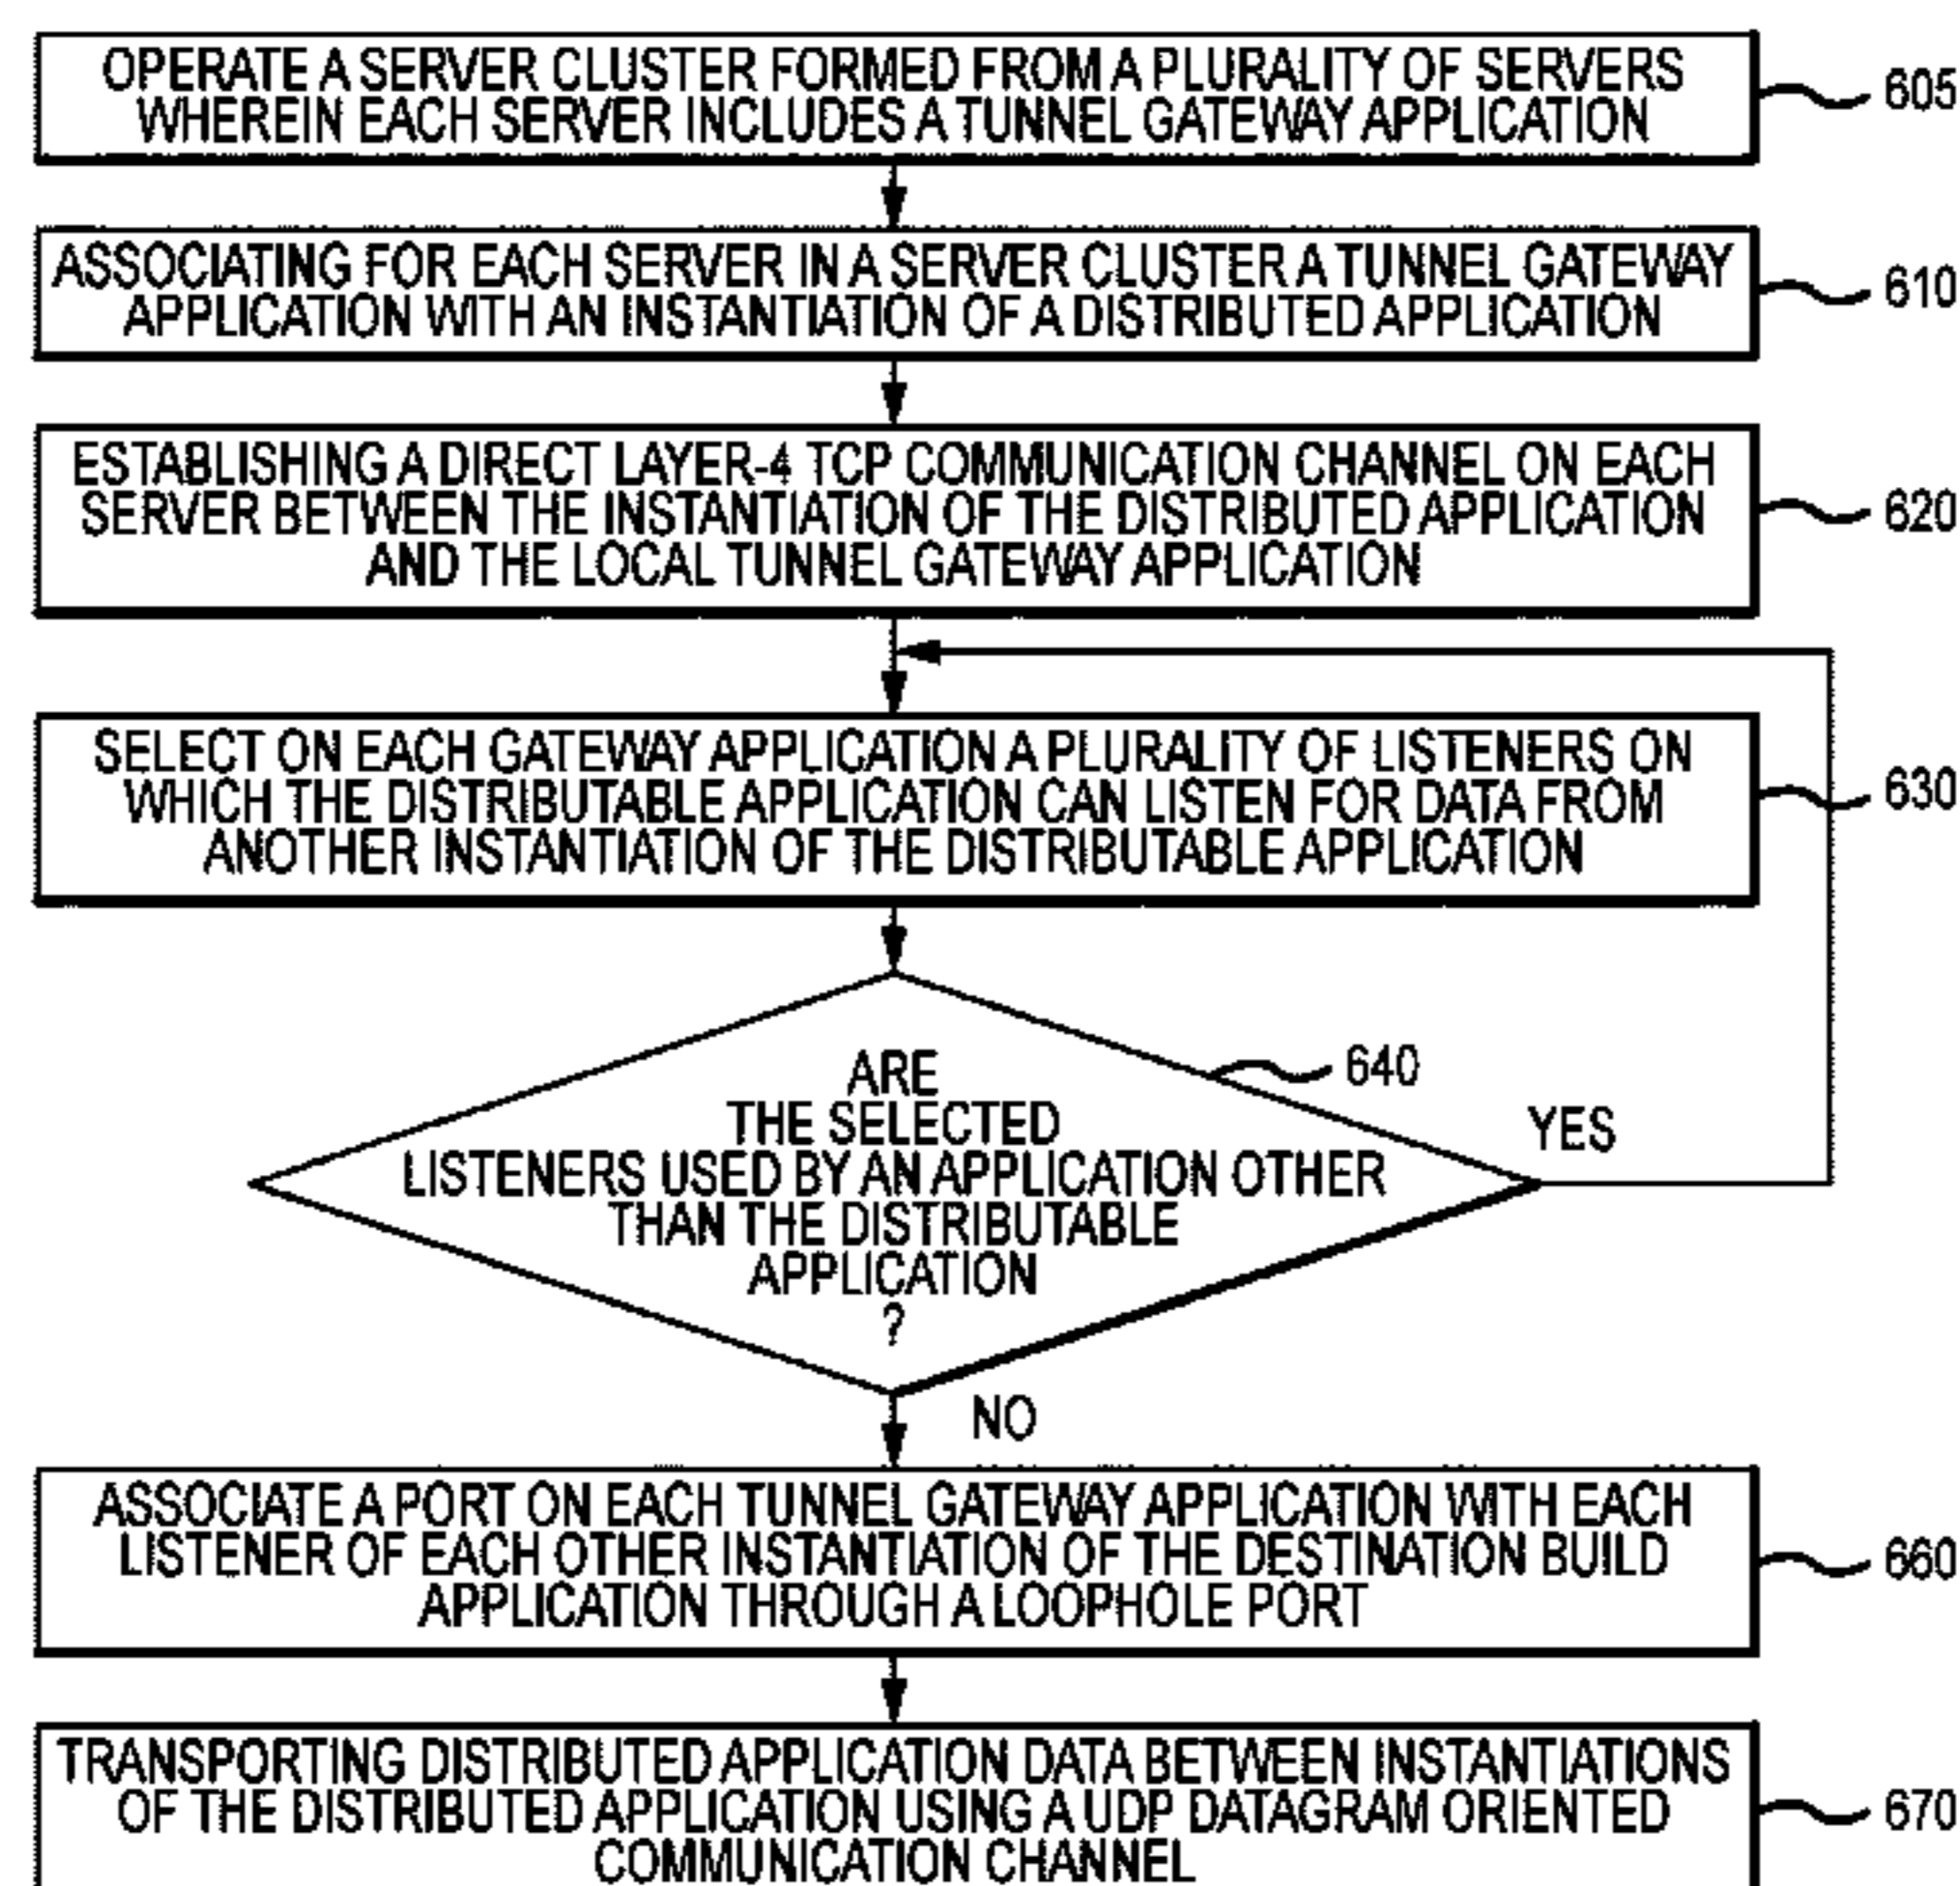 OPERATE A SERVER CLUSTER FORMED FROM A PLURALITY OF SERVERS
WHEREIN EACH SERVER INCLUDES A TUNNEL GATEWAY APPLICATION
605
ASSOCIATING FOR EACH SERVER IN A SERVER CLUSTER A TUNNEL GATEWAY
APPLICATION WITH AN INSTANTIATION OF A DISTRIBUTED APPLICATION
610
ESTABLISHING A DIRECT LAYER-4 TCP COMMUNICATION CHANNEL ON EACH
SERVER BETWEEN THE INSTANTIATION OF THE DISTRIBUTED APPLICATION
AND THE LOCAL TUNNEL GATEWAY APPLICATION
620
SELECT ON EACH GATEWAY APPLICATION A PLURALITY OF LISTENERS ON
WHICH THE DISTRIBUTABLE APPLICATION CAN LISTEN FOR DATA FROM
ANOTHER INSTANTIATION OF THE DISTRIBUTABLE APPLICATION
630
ARE
THE SELECTED
LISTENERS USED BY AN APPLICATION OTHER
THAN THE DISTRIBUTABLE
APPLICATION
?
640
YES
NO
ASSOCIATE A PORT ON EACH TUNNEL GATEWAY APPLICATION WITH EACH
LISTENER OF EACH OTHER INSTANTIATION OF THE DESTINATION BUILD
APPLICATION THROUGH A LOOPHOLE PORT
660
TRANSPORTING DISTRIBUTED APPLICATION DATA BETWEEN INSTANTIATIONS
OF THE DISTRIBUTED APPLICATION USING A UDP DATAGRAM ORIENTED
COMMUNICATION CHANNEL
670